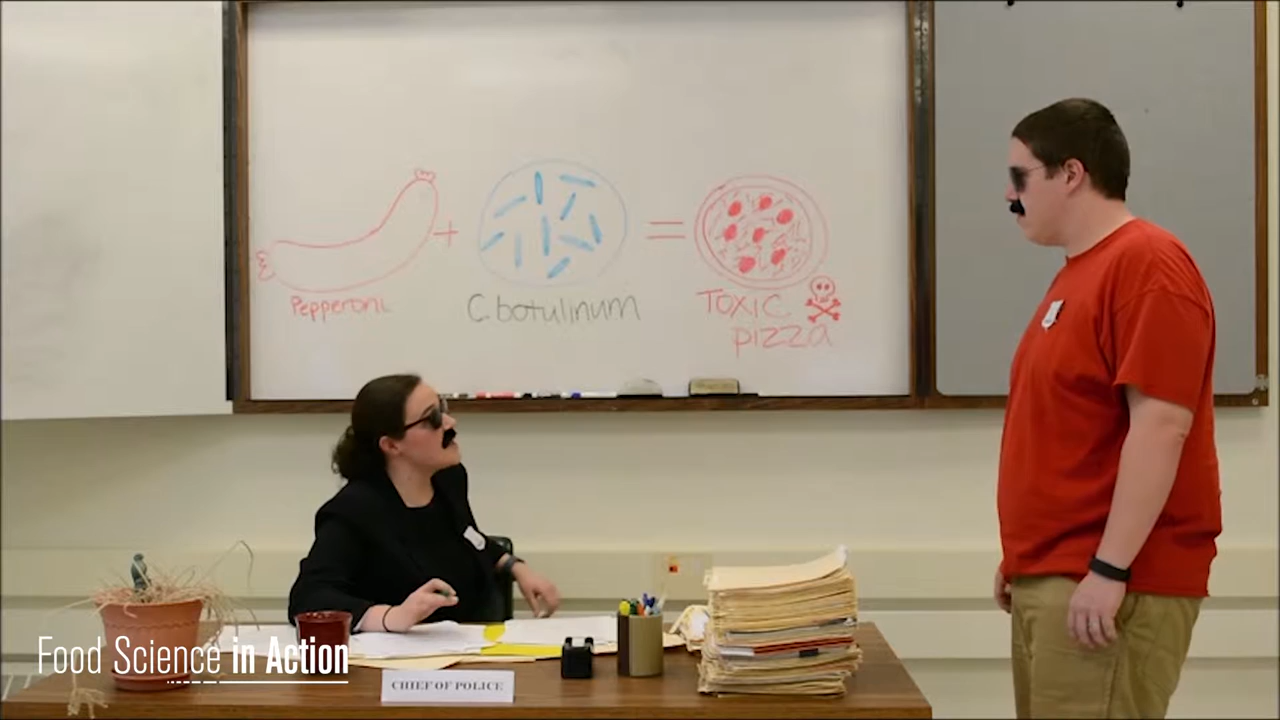 Pepperoni + C. botulinum = Toxic
pizza
Food Science in Action
CHIEF OF POLICE